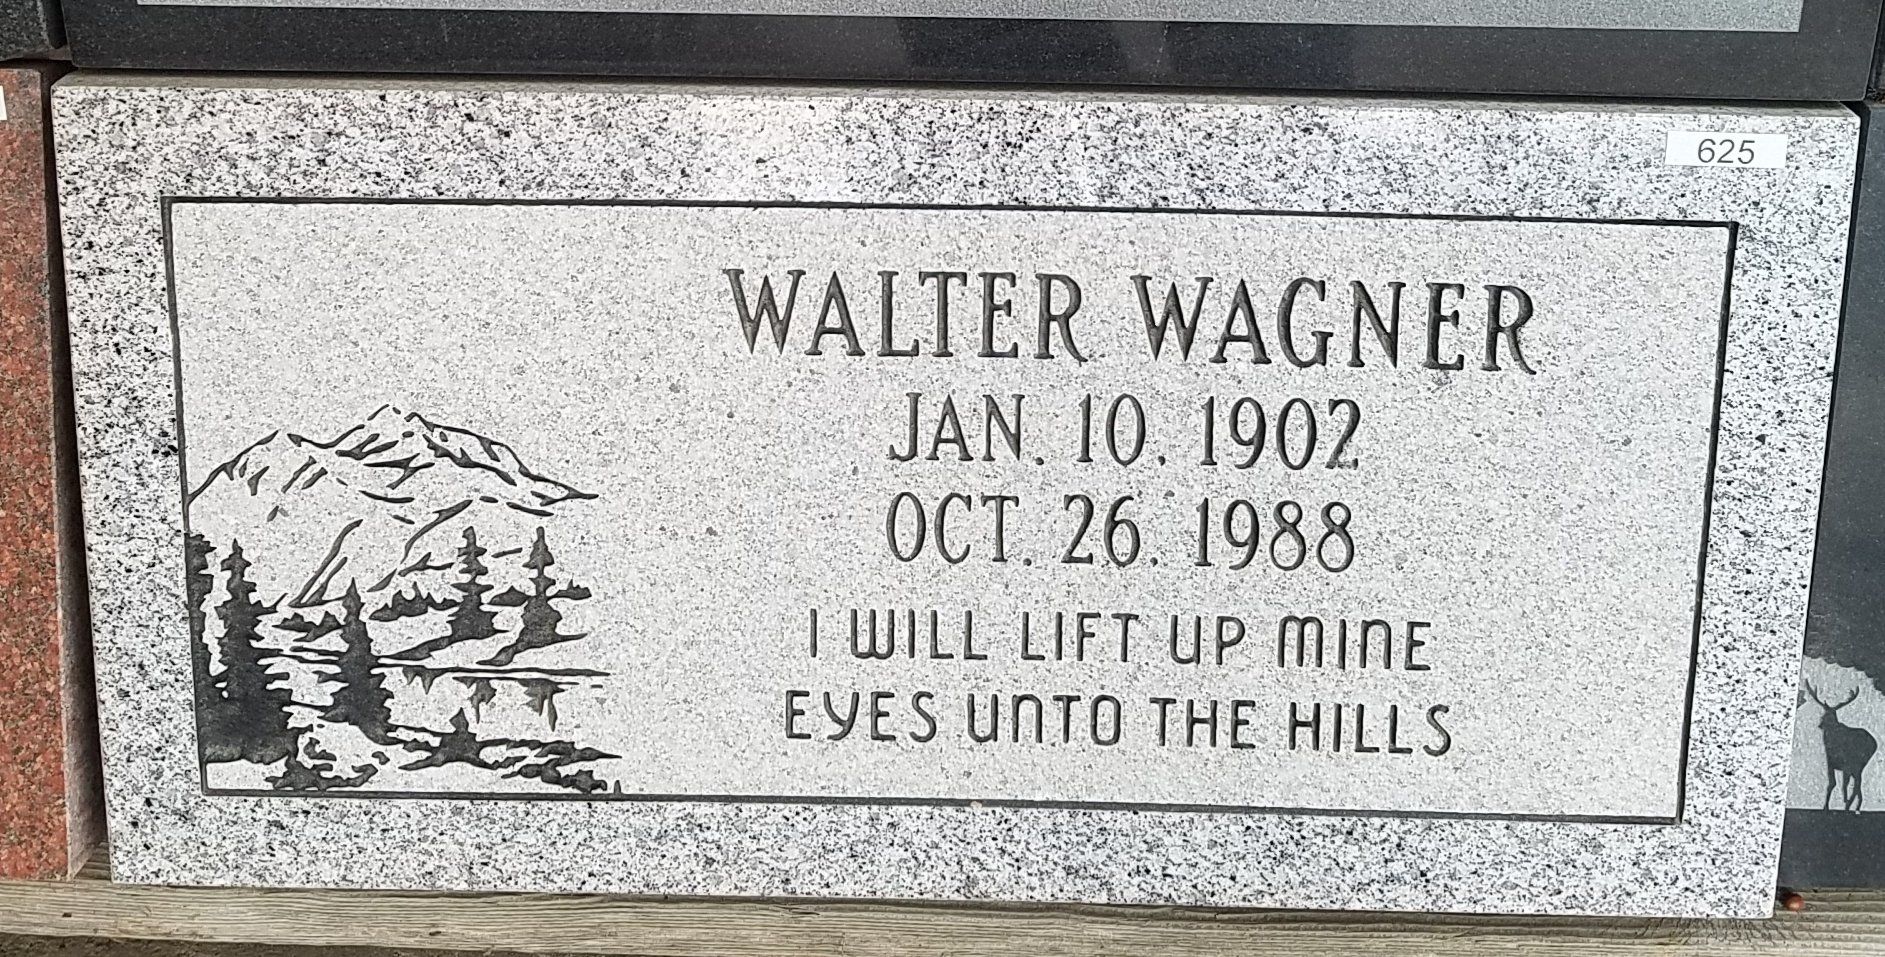 625
WALTER WAGNER
JAN. 10. 1902
OCT. 26. 1988
I WILL LIFT UP MINE
EYES UNTO THE HILLS